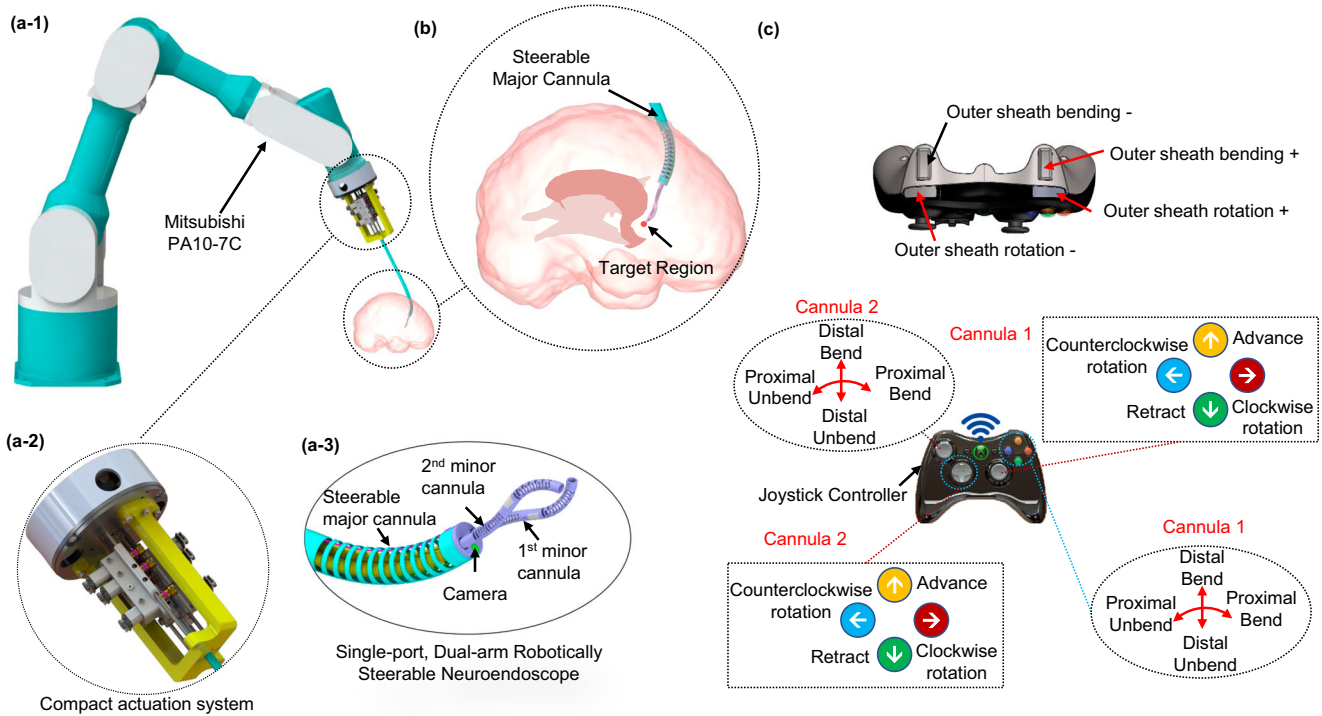 (a-1)
Mitsubishi
PA10-7C
(b)
Steerable
Major Cannula
Target Region
(c)
Outer sheath bending -
Outer sheath bending +
Outer sheath rotation +
Outer sheath rotation -
(a-2)
Compact actuation system
(a-3)
2nd minor
cannula
Steerable
major cannula
1st minor
cannula
Camera
Single-port, Dual-arm Robotically
Steerable Neuroendoscope
Cannula 2
Distal
Bend
Proximal
Unbend
Proximal
Bend
Distal
Unbend
Cannula 1
Counterclockwise
rotation
Advance
Retract
Clockwise
rotation
Joystick Controller
Cannula 2
Counterclockwise
rotation
Advance
Retract
Clockwise
rotation
Cannula 1
Distal
Bend
Proximal
Unbend
Proximal
Bend
Distal
Unbend